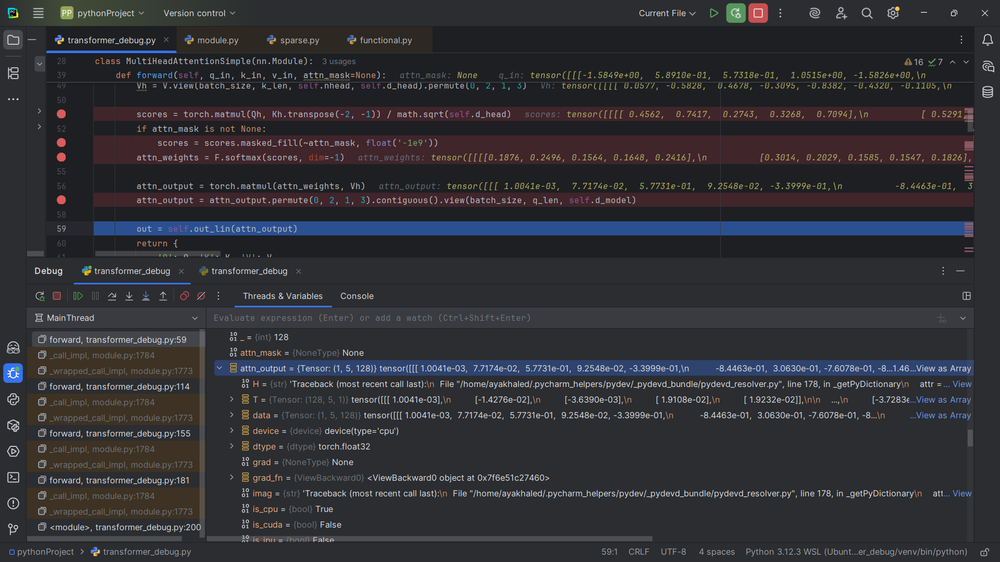 PP pythonProject Version control Current File
transformer_debug.py module.py sparse.py functional.py
28 class MultiHeadAttentionSimple(nn.Module): 3 usages 16 7
39 def forward(self, q_in, k_in, v_in, attn_mask=None): attn_mask: None q_in: tensor([[[-1.5849e+00, 5.8910e-01, 5.7318e-01, 1.0515e+00, -1.5826e+00,\n
49 Vh = V.view(batch_size, k_len, self.nhead, self.d_head).permute(0, 2, 1, 3) Vh: tensor([[[[ 0.0577, -0.5828, 0.4678, -0.3095, -0.8382, -0.4320, -0.1105,\n
50
scores = torch.matmul(Qh, Kh.transpose(-2, -1)) / math.sqrt(self.d_head) scores: tensor([[[[ 0.4562, 0.7417, 0.2743, 0.3268, 0.7094],\n [ 0.5291,
52 if attn_mask is not None:
scores = scores.masked_fill(~attn_mask, float('-1e9'))
attn_weights = F.softmax(scores, dim=-1) attn_weights: tensor([[[[0.1876, 0.2496, 0.1564, 0.1648, 0.2416],\n [0.3014, 0.2029, 0.1585, 0.1547, 0.1826],
55
56 attn_output = torch.matmul(attn_weights, Vh) attn_output: tensor([[[ 1.0041e-03, 7.7174e-02, 5.7731e-01, 9.2548e-02, -3.3999e-01,\n -8.4463e-01, 3
attn_output = attn_output.permute(0, 2, 1, 3).contiguous().view(batch_size, q_len, self.d_model)
58
59 out = self.out_lin(attn_output)
60 return {
61 'Q': Q, 'K': K, 'V': V,
Debug transformer_debug transformer_debug
Threads & Variables Console
MainThread Evaluate expression (Enter) or add a watch (Ctrl+Shift+Enter)
forward, transformer_debug.py:59
_call_impl, module.py:1784
_wrapped_call_impl, module.py:1773
forward, transformer_debug.py:114
_call_impl, module.py:1784
_wrapped_call_impl, module.py:1773
forward, transformer_debug.py:155
_call_impl, module.py:1784
_wrapped_call_impl, module.py:1773
forward, transformer_debug.py:181
_call_impl, module.py:1784
_wrapped_call_impl, module.py:1773
<module>, transformer_debug.py:200
_ = {int} 128
attn_mask = {NoneType} None
attn_output = {Tensor: (1, 5, 128)} tensor([[[ 1.0041e-03, 7.7174e-02, 5.7731e-01, 9.2548e-02, -3.3999e-01,\n -8.4463e-01, 3.0630e-01, -7.6078e-01, -8...1.46...View as Array
H = {str} 'Traceback (most recent call last):\n File "/home/ayakhaled/.pycharm_helpers/pydev/_pydevd_bundle/pydevd_resolver.py", line 178, in _getPyDictionary\n attr =... View
T = {Tensor: (128, 5, 1)} tensor([[[ 1.0041e-03],\n [-1.4276e-02],\n [-3.6390e-03],\n [ 1.9108e-02],\n [ 1.9232e-02]],\n\n ...,\n [-3.7283e...View as Array
data = {Tensor: (1, 5, 128)} tensor([[[ 1.0041e-03, 7.7174e-02, 5.7731e-01, 9.2548e-02, -3.3999e-01,\n -8.4463e-01, 3.0630e-01, -7.6078e-01, -8...\n ...View as Array
device = {device} device(type='cpu')
dtype = {dtype} torch.float32
grad = {NoneType} None
grad_fn = {ViewBackward0} <ViewBackward0 object at 0x7f6e51c27460>
imag = {str} 'Traceback (most recent call last):\n File "/home/ayakhaled/.pycharm_helpers/pydev/_pydevd_bundle/pydevd_resolver.py", line 178, in _getPyDictionary\n att... View
is_cpu = {bool} True
is_cuda = {bool} False
is_ipu = {bool} False
pythonProject > transformer_debug.py 59:1 CRLF UTF-8 4 spaces Python 3.12.3 WSL (Ubunt...er_debug/venv/bin/python)